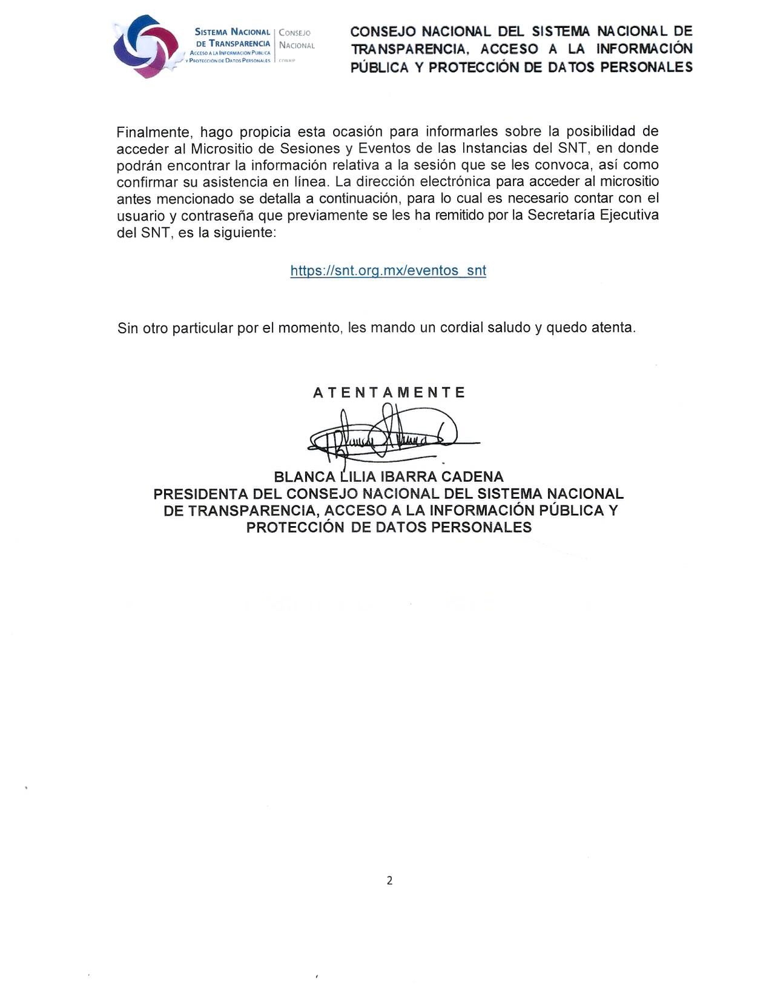 SISTEMA NACIONAL
DE TRANSPARENCIA
ACCESO A LA INFORMACIÓN PÚBLICA
Y PROTECCIÓN DE DATOS PERSONALES
CONSEJO
NACIONAL
CONAIP
CONSEJO NACIONAL DEL SISTEMA NACIONAL DE
TRANSPARENCIA, ACCESO A LA INFORMACIÓN
PÚBLICA Y PROTECCIÓN DE DATOS PERSONALES
Finalmente, hago propicia esta ocasión para informarles sobre la posibilidad de
acceder al Micrositio de Sesiones y Eventos de las Instancias del SNT, en donde
podrán encontrar la información relativa a la sesión que se les convoca, así como
confirmar su asistencia en línea. La dirección electrónica para acceder al micrositio
antes mencionado se detalla a continuación, para lo cual es necesario contar con el
usuario y contraseña que previamente se les ha remitido por la Secretaría Ejecutiva
del SNT, es la siguiente:
https://snt.org.mx/eventos_snt
Sin otro particular por el momento, les mando un cordial saludo y quedo atenta.
A T E N T A M E N T E
BLANCA LILIA IBARRA CADENA
PRESIDENTA DEL CONSEJO NACIONAL DEL SISTEMA NACIONAL
DE TRANSPARENCIA, ACCESO A LA INFORMACIÓN PÚBLICA Y
PROTECCIÓN DE DATOS PERSONALES
2